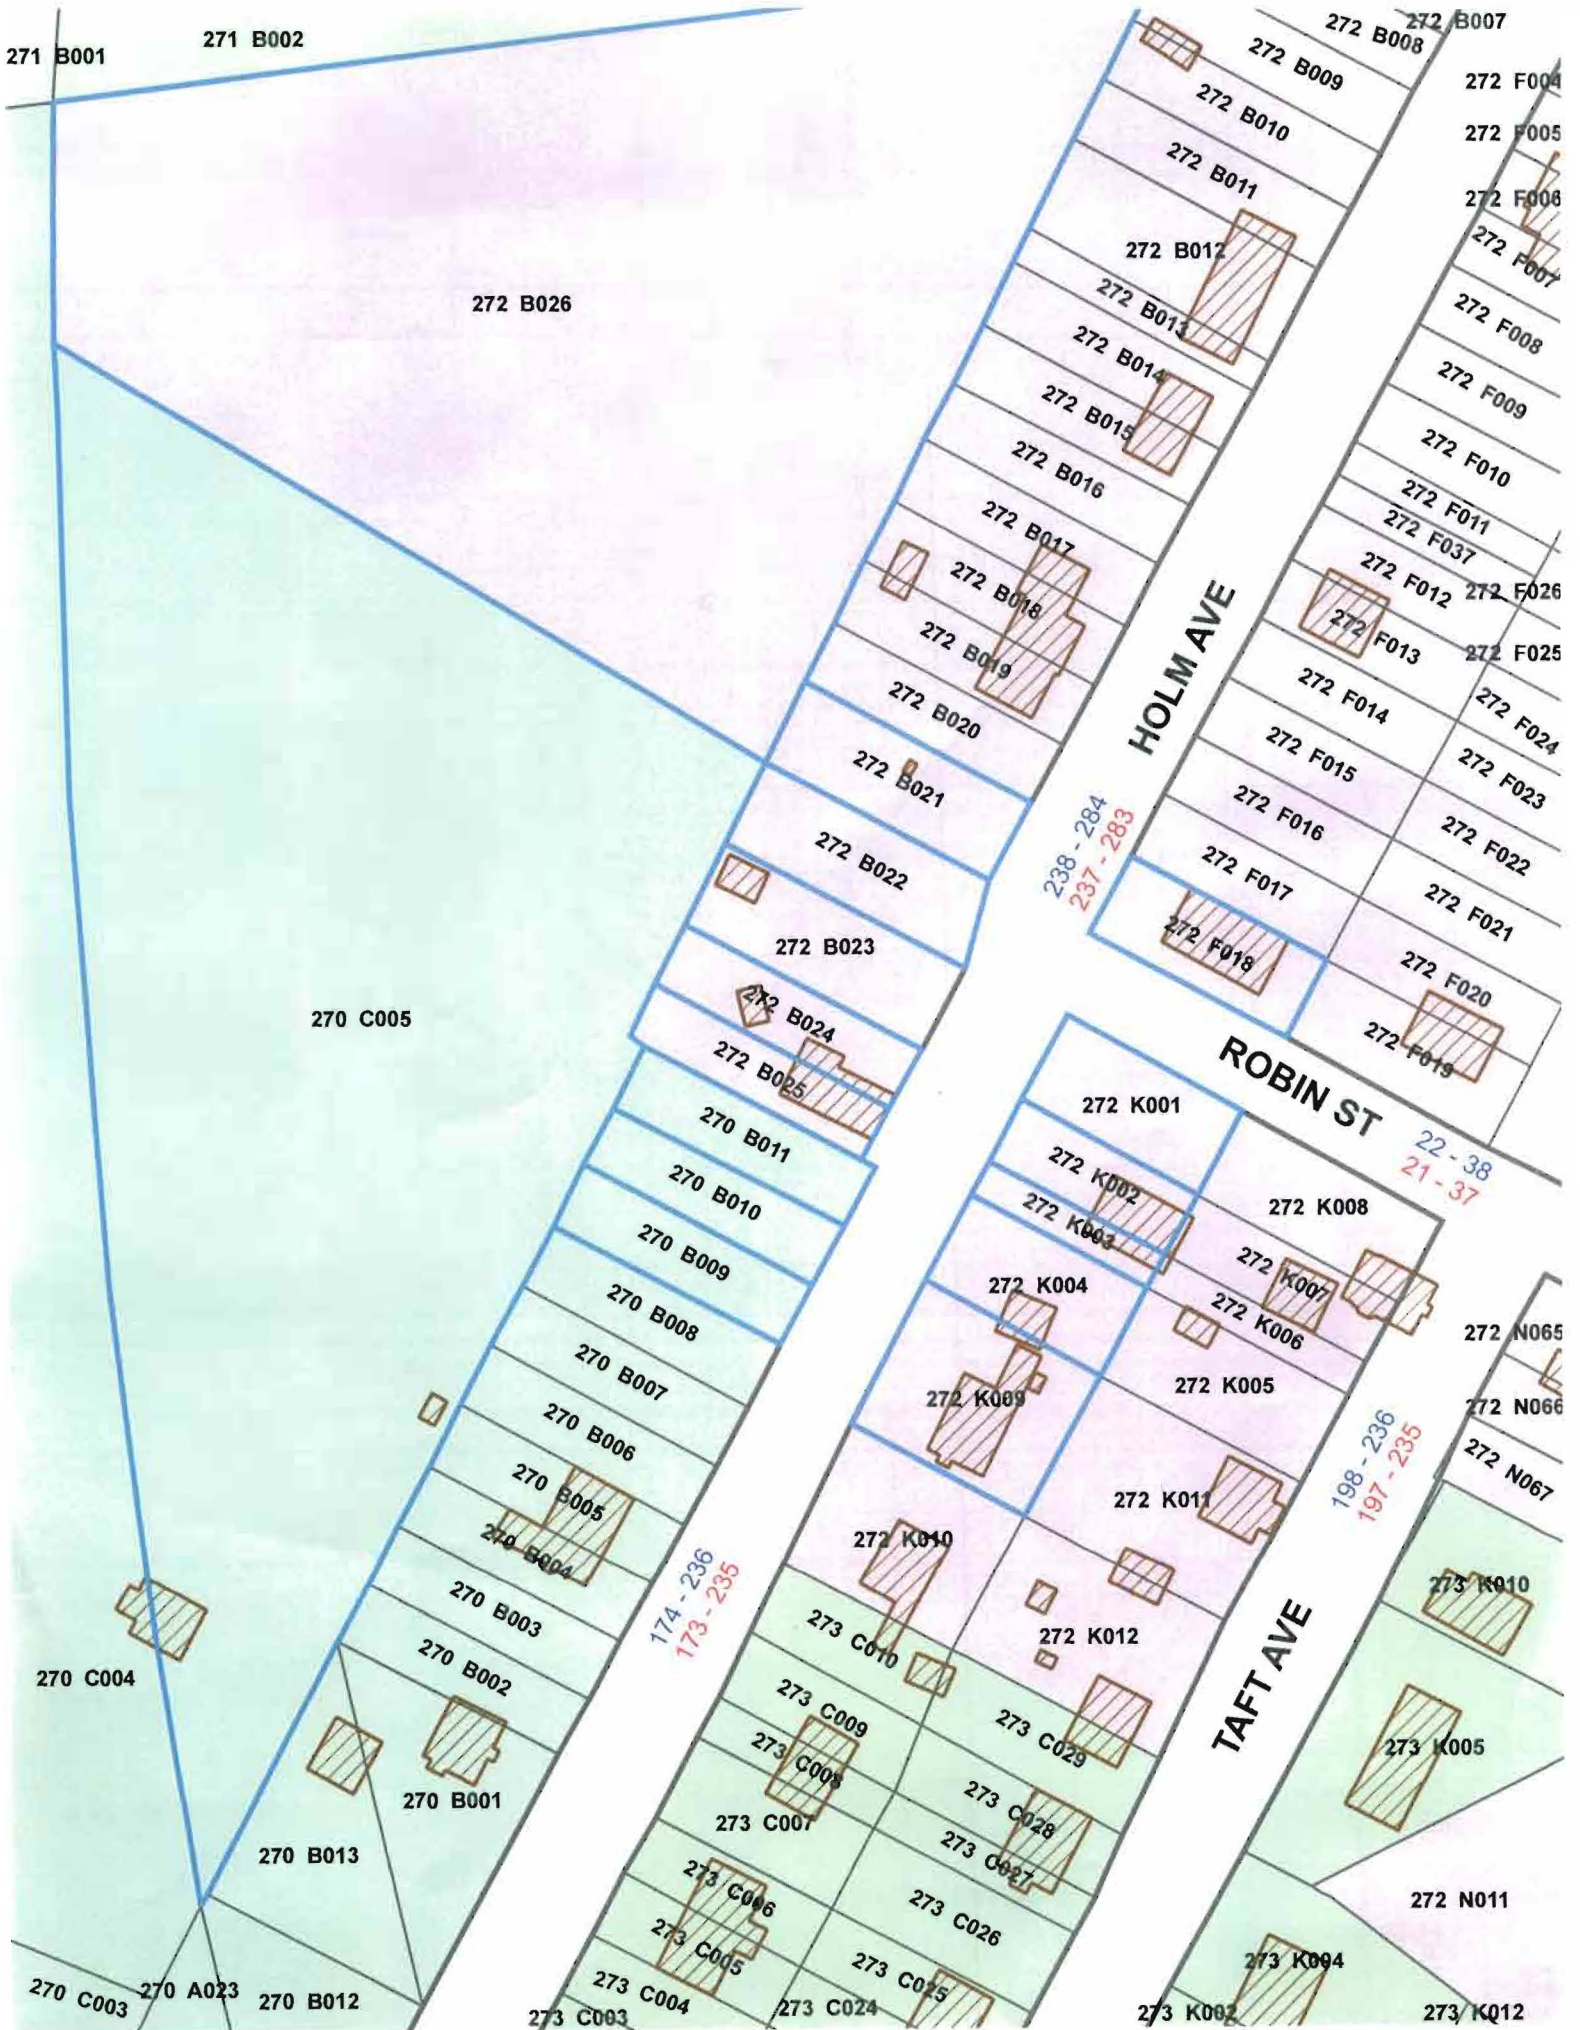 271 B001
271 B002
272 B007
272 B008
272 B009
272 B010
272 B011
272 B012
272 B013
272 B014
272 B015
272 B016
272 B017
272 B018
272 B019
272 B020
272 B021
272 B022
272 B023
272 B024
272 B025
272 B026
272 F004
272 F005
272 F006
272 F007
272 F008
272 F009
272 F010
272 F011
272 F037
272 F012
272 F026
272 F013
272 F025
272 F014
272 F024
272 F015
272 F023
272 F016
272 F022
272 F017
272 F021
272 F018
272 F020
272 F019
HOLM AVE
238 - 284
237 - 283
ROBIN ST
22 - 38
21 - 37
270 C005
270 B011
270 B010
270 B009
270 B008
270 B007
270 B006
270 B005
270 B004
270 B003
270 B002
270 B001
270 B013
270 B012
270 C004
270 C003
270 A023
174 - 236
173 - 235
272 K001
272 K002
272 K003
272 K004
272 K008
272 K007
272 K006
272 K005
272 K009
272 K011
272 K010
272 K012
198 - 236
197 - 235
TAFT AVE
272 N065
272 N066
272 N067
273 K010
273 K005
272 N011
273 K004
273 K002
273 K012
273 C010
273 C009
273 C008
273 C007
273 C006
273 C005
273 C004
273 C003
273 C029
273 C028
273 C027
273 C026
273 C025
273 C024